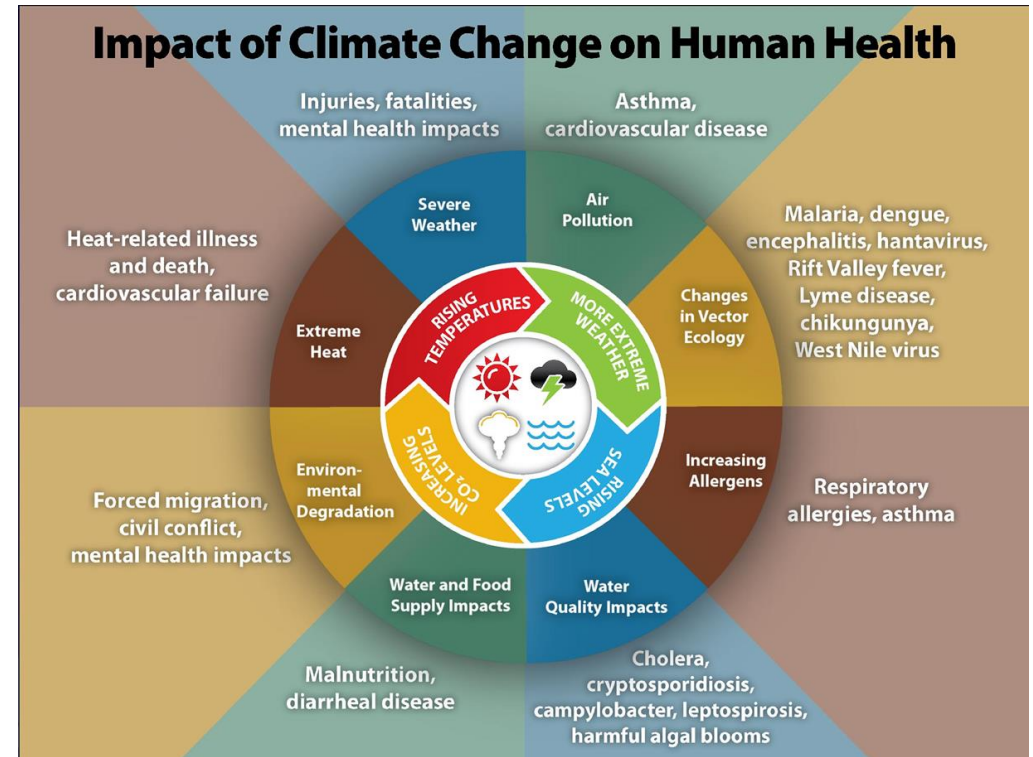 Impact of Climate Change on Human Health
Injuries, fatalities,
mental health impacts
Asthma,
cardiovascular disease
Severe
Weather
Air
Pollution
Heat-related illness
and death,
cardiovascular failure
Extreme
Heat
Changes
in Vector
Ecology
Malaria, dengue,
encephalitis, hantavirus,
Rift Valley fever,
Lyme disease,
chikungunya,
West Nile virus
RISING
TEMPERATURES
MORE EXTREME
WEATHER
INCREASING
CO₂ LEVELS
RISING
SEA LEVELS
Forced migration,
civil conflict,
mental health impacts
Environ-
mental
Degradation
Increasing
Allergens
Respiratory
allergies, asthma
Water and Food
Supply Impacts
Water
Quality Impacts
Malnutrition,
diarrheal disease
Cholera,
cryptosporidiosis,
campylobacter, leptospirosis,
harmful algal blooms